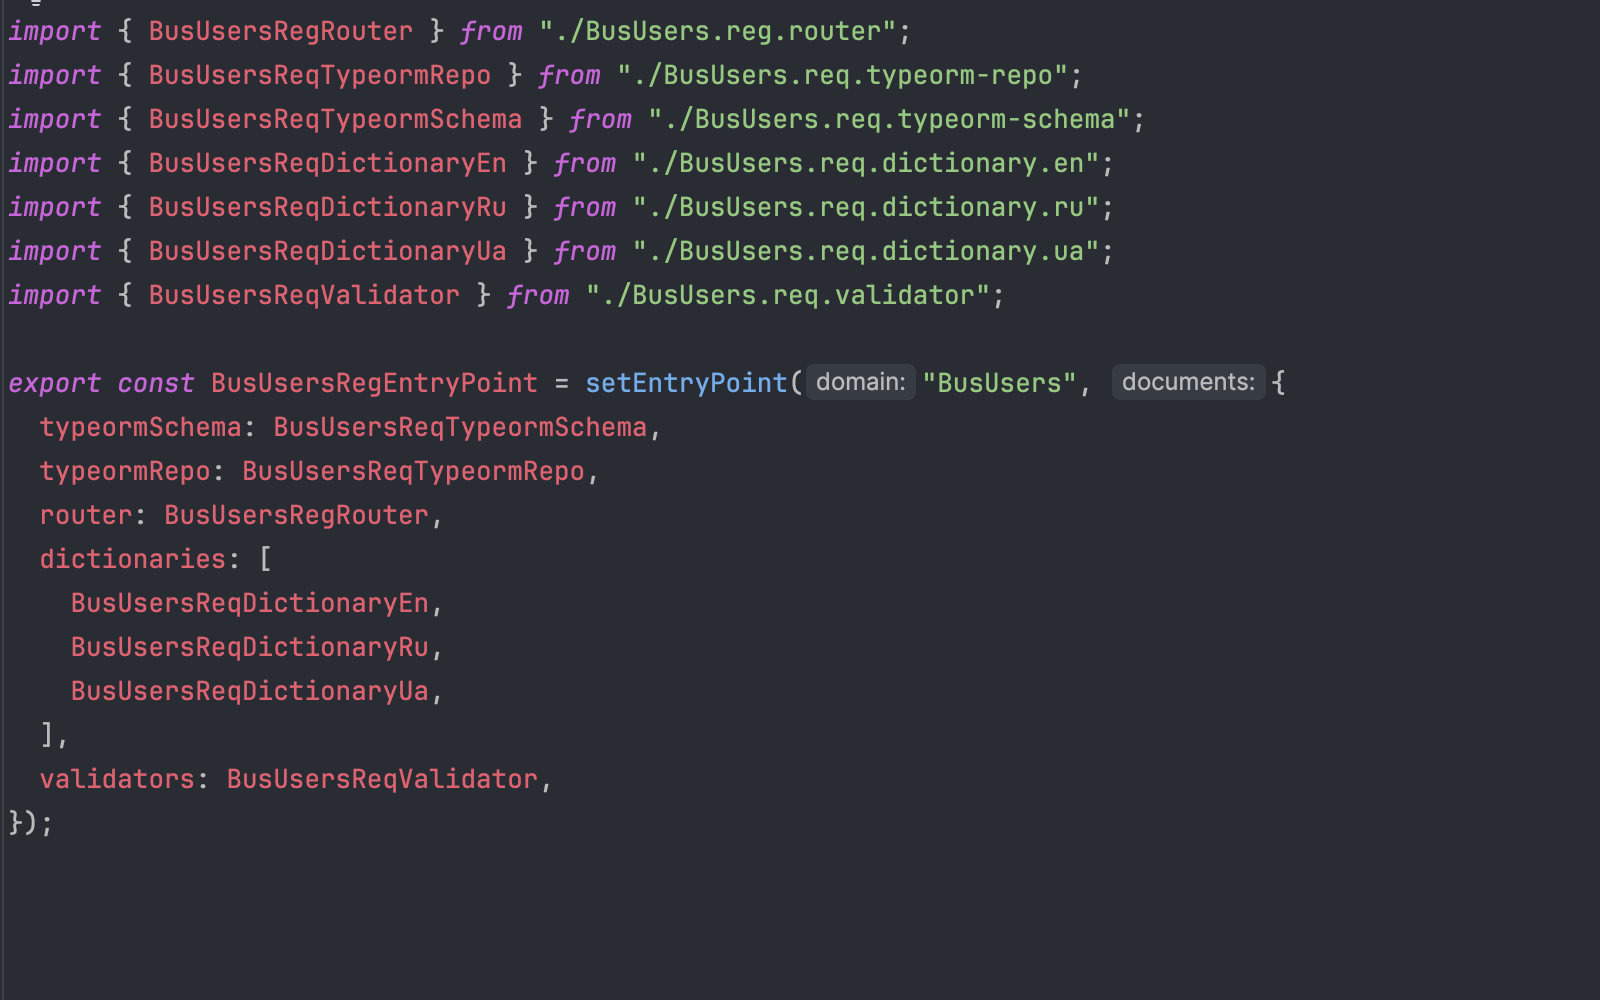 import { BusUsersRegRouter } from "./BusUsers.reg.router";
import { BusUsersReqTypeormRepo } from "./BusUsers.req.typeorm-repo";
import { BusUsersReqTypeormSchema } from "./BusUsers.req.typeorm-schema";
import { BusUsersReqDictionaryEn } from "./BusUsers.req.dictionary.en";
import { BusUsersReqDictionaryRu } from "./BusUsers.req.dictionary.ru";
import { BusUsersReqDictionaryUa } from "./BusUsers.req.dictionary.ua";
import { BusUsersReqValidator } from "./BusUsers.req.validator";
export const BusUsersRegEntryPoint = setEntryPoint( domain: "BusUsers", documents: {
  typeormSchema: BusUsersReqTypeormSchema,
  typeormRepo: BusUsersReqTypeormRepo,
  router: BusUsersRegRouter,
  dictionaries: [
    BusUsersReqDictionaryEn,
    BusUsersReqDictionaryRu,
    BusUsersReqDictionaryUa,
  ],
  validators: BusUsersReqValidator,
});